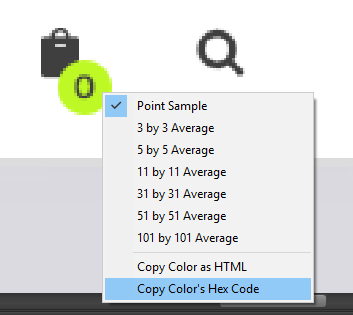 0
Point Sample
3 by 3 Average
5 by 5 Average
11 by 11 Average
31 by 31 Average
51 by 51 Average
101 by 101 Average
Copy Color as HTML
Copy Color's Hex Code